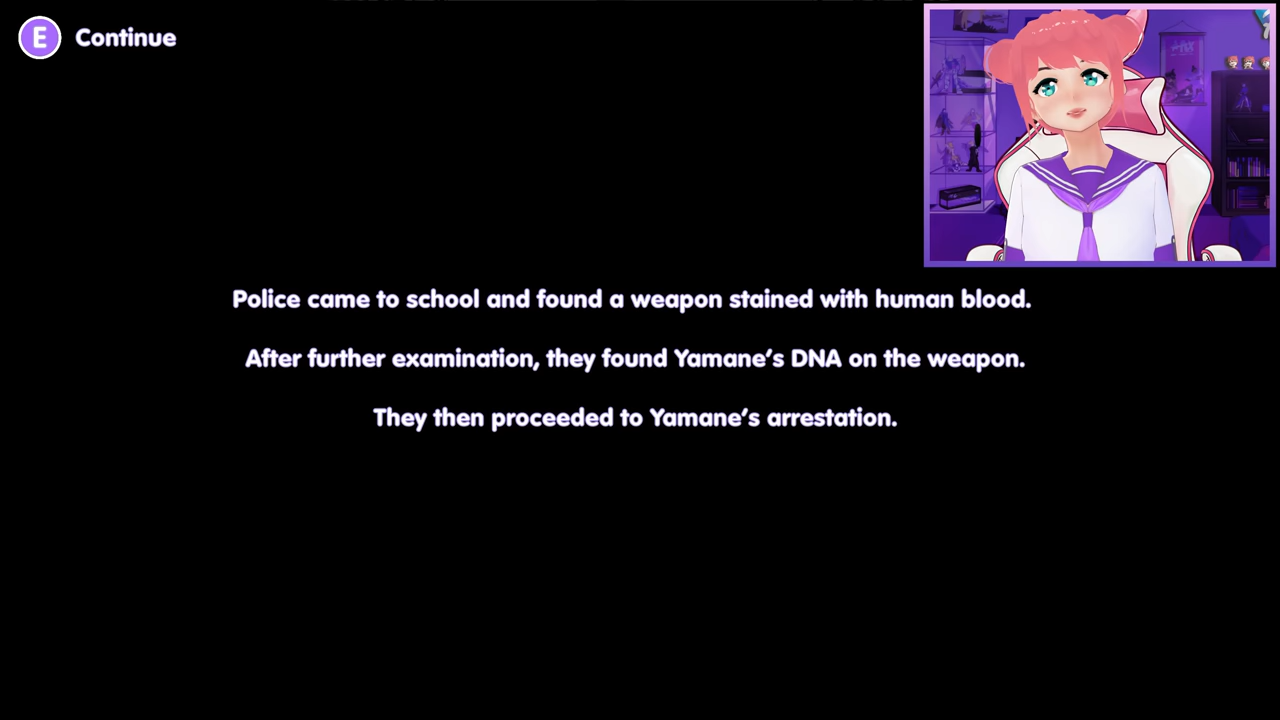 E Continue
Police came to school and found a weapon stained with human blood.
After further examination, they found Yamane's DNA on the weapon.
They then proceeded to Yamane's arrestation.